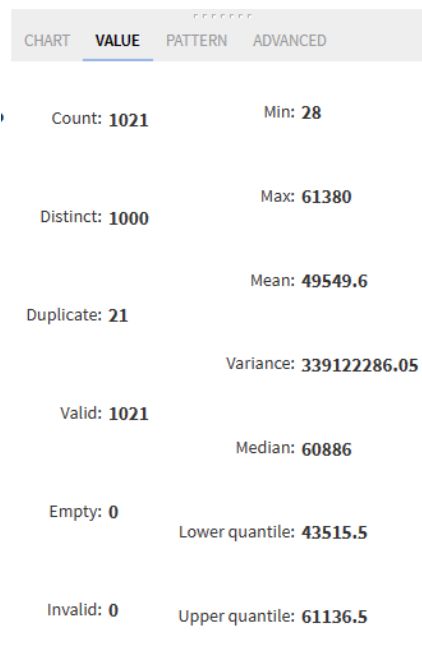 CHART VALUE PATTERN ADVANCED
Count: 1021
Distinct: 1000
Duplicate: 21
Valid: 1021
Empty: 0
Invalid: 0
Min: 28
Max: 61380
Mean: 49549.6
Variance: 339122286.05
Median: 60886
Lower quantile: 43515.5
Upper quantile: 61136.5